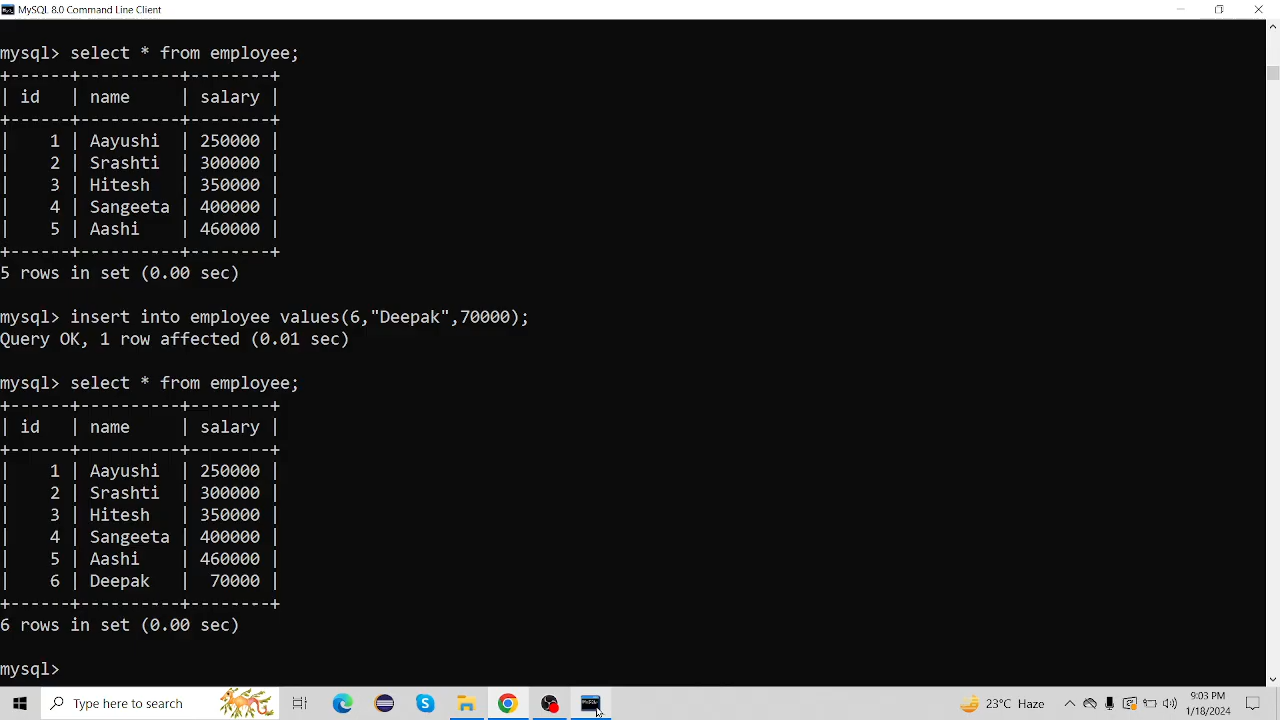 MySQL 8.0 Command Line Client
mysql> select * from employee;
+------+----------+--------+
| id   | name     | salary |
+------+----------+--------+
|    1 | Aayushi  | 250000 |
|    2 | Srashti  | 300000 |
|    3 | Hitesh   | 350000 |
|    4 | Sangeeta | 400000 |
|    5 | Aashi    | 460000 |
+------+----------+--------+
5 rows in set (0.00 sec)
mysql> insert into employee values(6,"Deepak",70000);
Query OK, 1 row affected (0.01 sec)
mysql> select * from employee;
+------+----------+--------+
| id   | name     | salary |
+------+----------+--------+
|    1 | Aayushi  | 250000 |
|    2 | Srashti  | 300000 |
|    3 | Hitesh   | 350000 |
|    4 | Sangeeta | 400000 |
|    5 | Aashi    | 460000 |
|    6 | Deepak   |  70000 |
+------+----------+--------+
6 rows in set (0.00 sec)
mysql>
Type here to search
23°C Haze
9:03 PM
1/18/2024